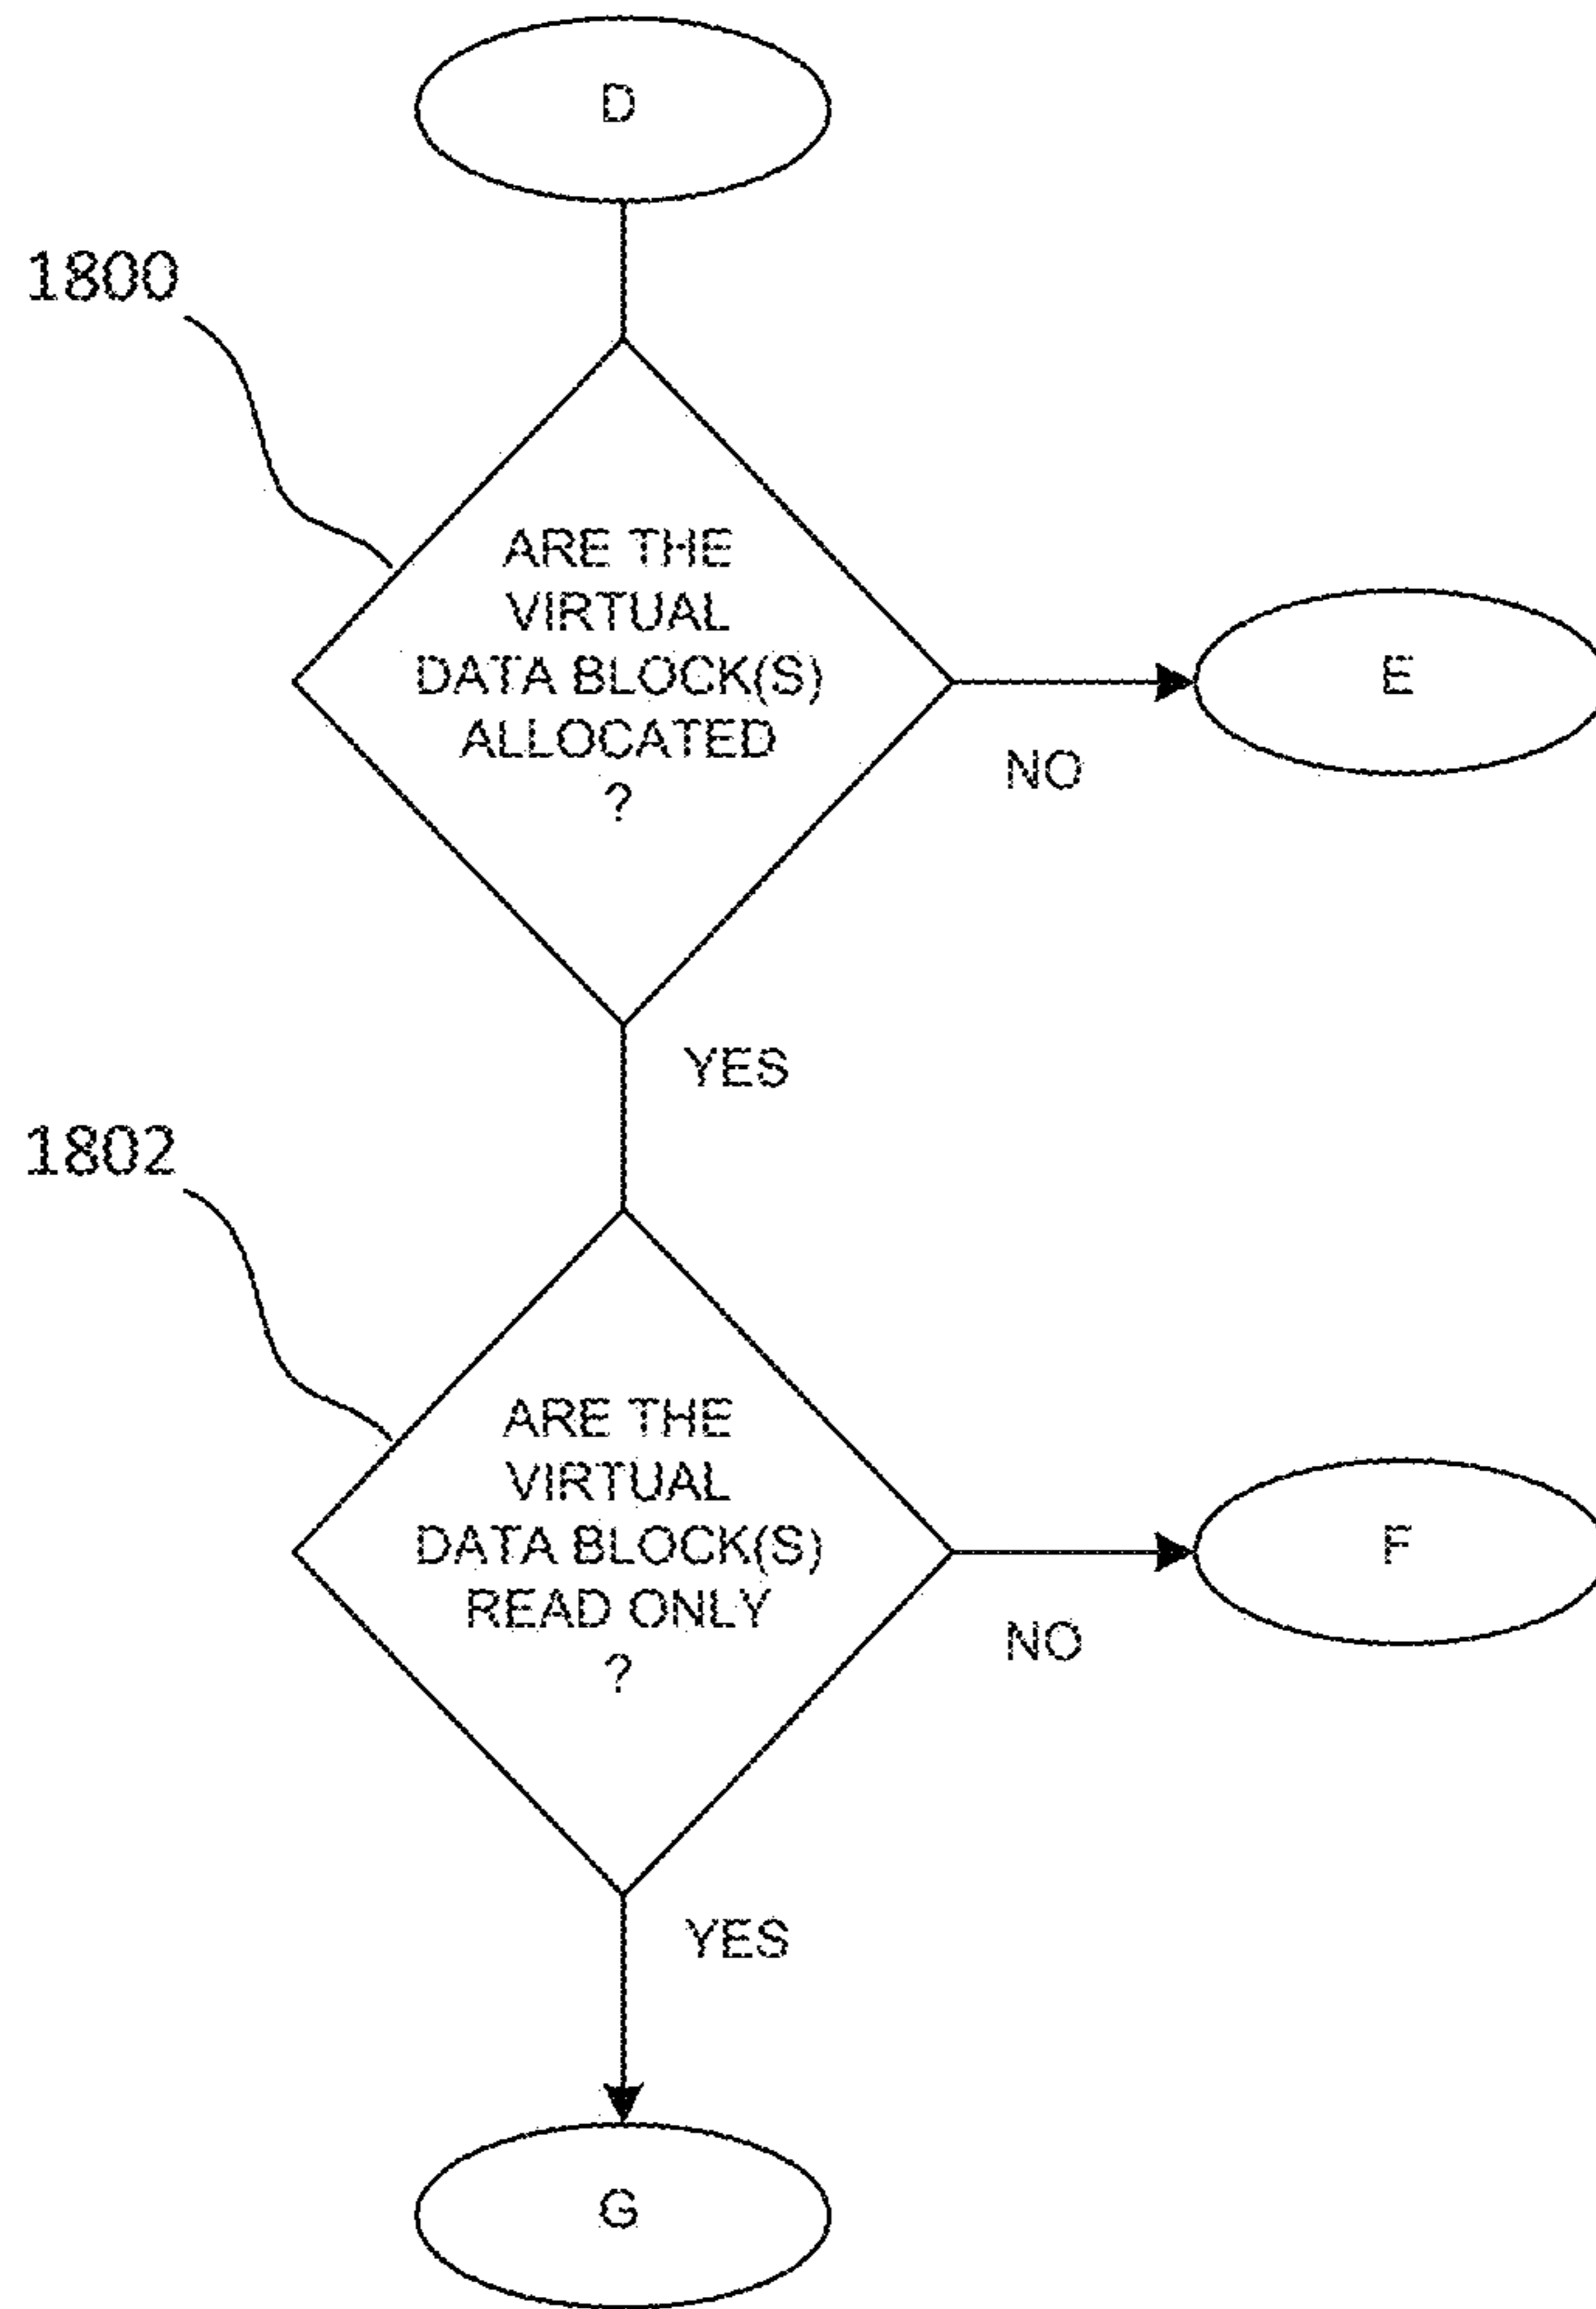 D
1800
ARE THE
VIRTUAL
DATA BLOCK(S)
ALLOCATED
?
E
NO
YES
1802
ARE THE
VIRTUAL
DATA BLOCK(S)
READ ONLY
?
F
NO
YES
G